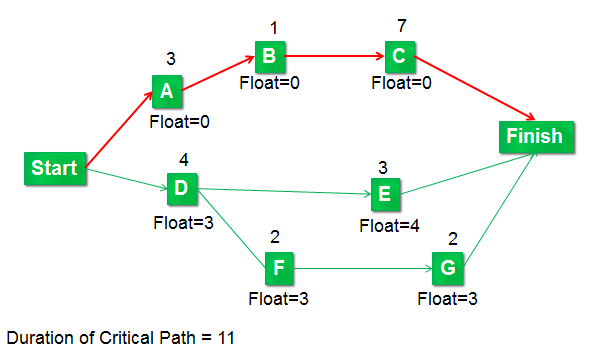 1
7
3
B
C
Float=0
Float=0
A
Float=0
Finish
Start
4
3
D
E
Float=3
Float=4
2
2
F
G
Float=3
Float=3
Duration of Critical Path = 11